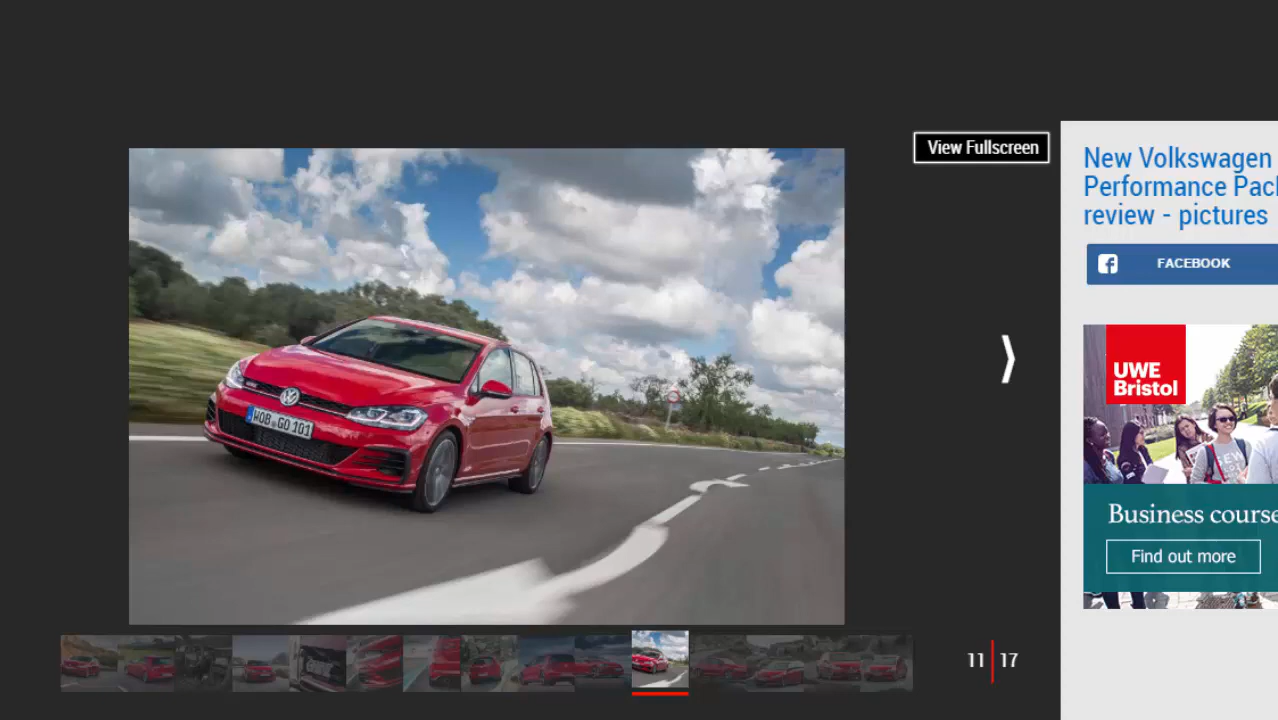 View Fullscreen
New Volkswagen
Performance Pack
review - pictures
FACEBOOK
WOB GO 101
UWE
Bristol
Business course
Find out more
11 17